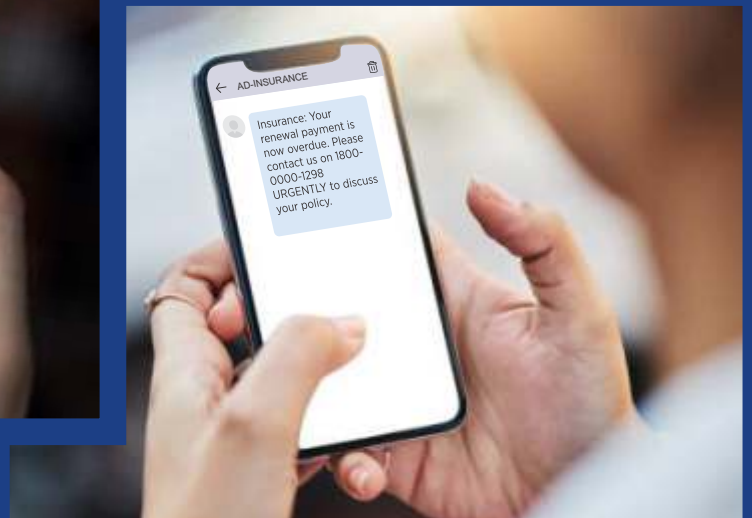 AD-INSURANCE
Insurance: Your
renewal payment is
now overdue. Please
contact us on 1800-
0000-1298
URGENTLY to discuss
your policy.